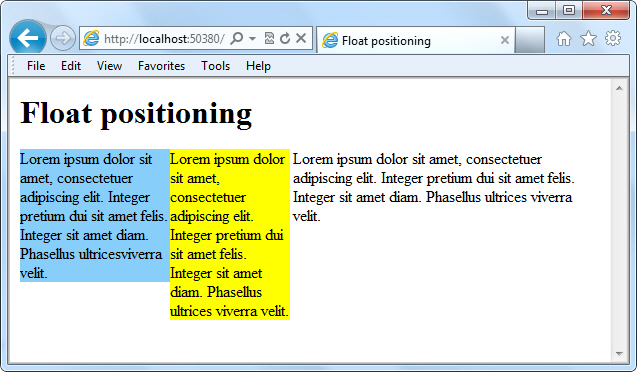 http://localhost:50380/
Float positioning
File Edit View Favorites Tools Help
Float positioning
Lorem ipsum dolor sit
amet, consectetuer
adipiscing elit. Integer
pretium dui sit amet felis.
Integer sit amet diam.
Phasellus ultricesviverra
velit.
Lorem ipsum dolor
sit amet,
consectetuer
adipiscing elit.
Integer pretium dui
sit amet felis.
Integer sit amet
diam. Phasellus
ultrices viverra velit.
Lorem ipsum dolor sit amet, consectetuer
adipiscing elit. Integer pretium dui sit amet felis.
Integer sit amet diam. Phasellus ultrices viverra
velit.